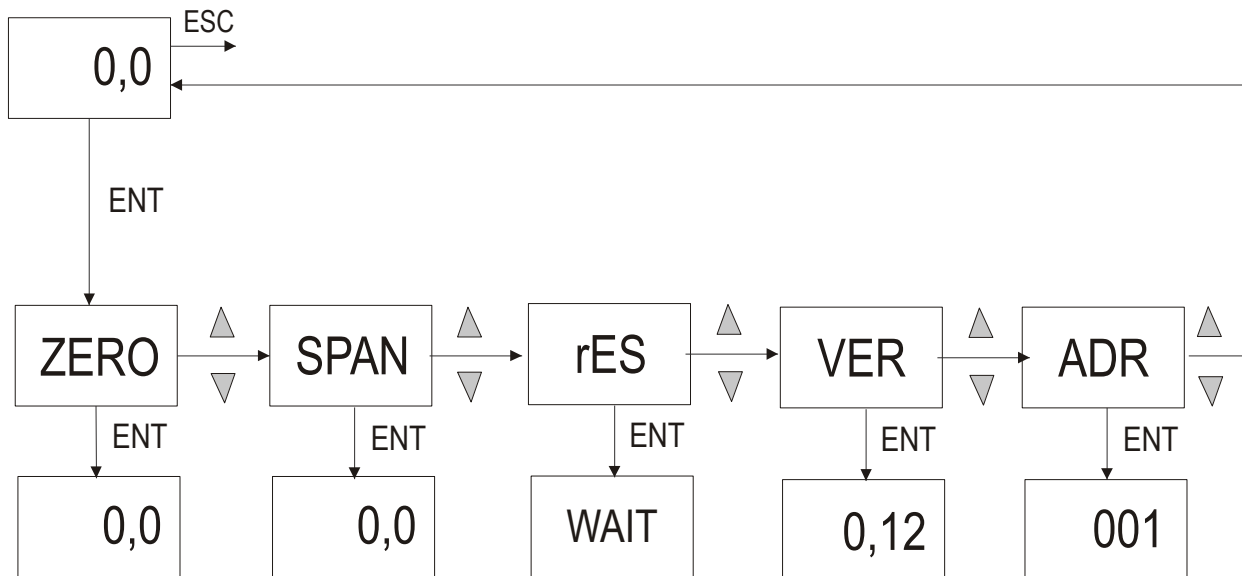 ESC
0,0
ENT
ZERO
SPAN
rES
VER
ADR
ENT
ENT
ENT
ENT
ENT
0,0
0,0
WAIT
0,12
001